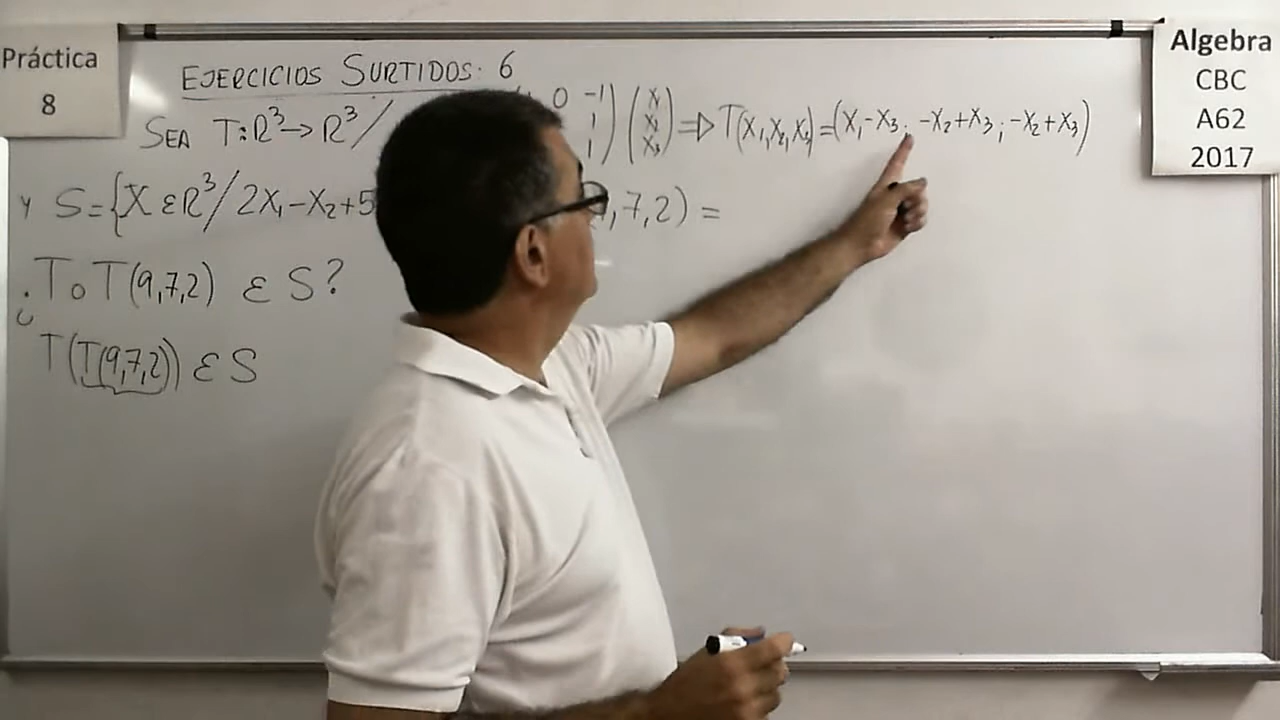 Práctica
8
Algebra
CBC
A62
2017
EJERCICIOS SURTIDOS: 6
SEA T:R³→R³/ 0 -1 1 1 (X₁ X₂ X₃) ⇒ T(X₁,X₂,X₃)=(X₁-X₃; -X₂+X₃; -X₂+X₃)
Y S={X ε R³/2X₁-X₂+5 ,7,2) =
¿ToT(9,7,2) ε S?
T(T(9,7,2)) ε S